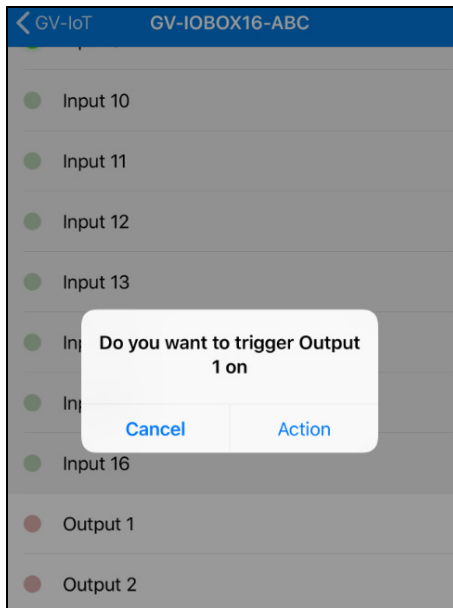 GV-IoT GV-IOBOX16-ABC
Input 10
Input 11
Input 12
Input 13
Do you want to trigger Output
1 on
Cancel Action
Input 16
Output 1
Output 2